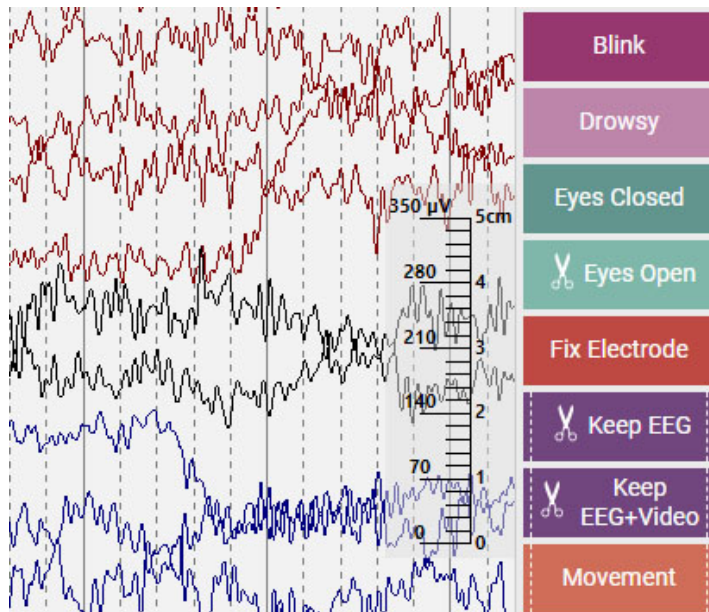 Blink
Drowsy
Eyes Closed
Eyes Open
Fix Electrode
Keep EEG
Keep
EEG+Video
Movement
350 µV
5cm
280
4
210
3
140
2
70
1
0
0